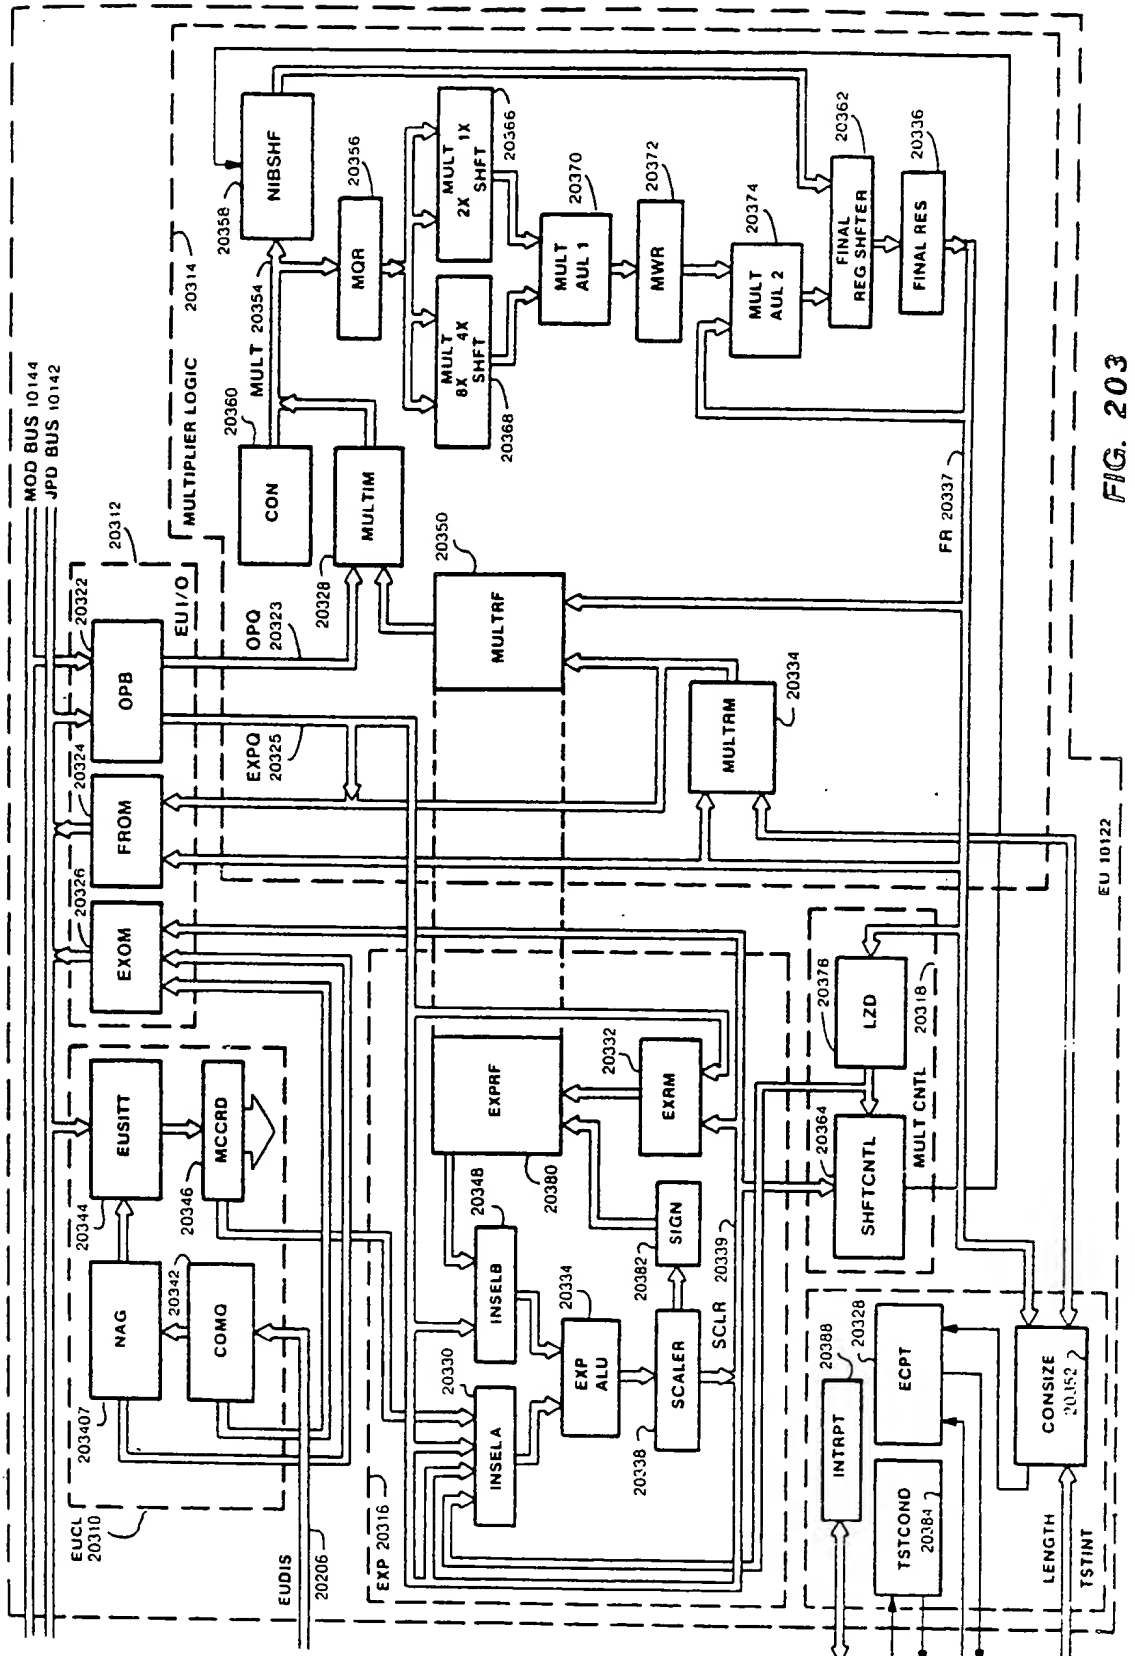 MOD BUS 10144
JPD BUS 10142
EUCL
20310
203407
NAG
20344
EUSITT
20342
COMQ
20346
MCCRD
EUDIS
20206
20312
EU I/O
20326
EXOM
20324
FROM
20322
OPB
EXPQ
20325
OPQ
20323
MULTIPLIER LOGIC
20314
20360
CON
MULT 20354
20358
NIBSHF
20328
MULTIM
MQR
20356
MULT
8X 4X
SHFT
20368
MULT
2X 1X
SHFT
20366
20350
MULTRF
MULT
AUL 1
20370
MWR
20372
MULTRM
20334
MULT
AUL 2
20374
FINAL
REG SHFTER
20362
FINAL RES
20336
FR 20337
EXP 20316
20330
INSELA
20348
INSELB
EXPRF
20380
EXP
ALU
20334
20332
EXRM
20338
SCALER
20382
SIGN
SCLR 20339
20364
SHFTCNTL
20376
LZD
MULT CNTL
20318
20388
INTRPT
TSTCOND
20384
20328
ECPT
CONSIZE
20352
LENGTH
TSTINT
EU 10122
FIG. 203